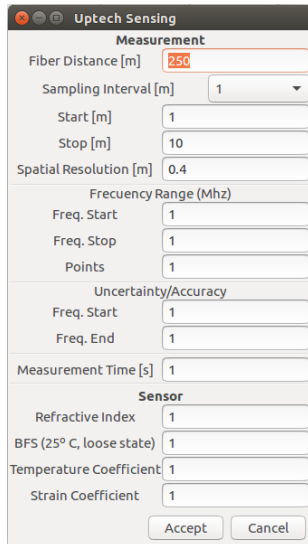 Uptech Sensing
Measurement
Fiber Distance [m] 250
Sampling Interval [m] 1
Start [m] 1
Stop [m] 10
Spatial Resolution [m] 0.4
Frecuency Range (Mhz)
Freq. Start 1
Freq. Stop 1
Points 1
Uncertainty/Accuracy
Freq. Start 1
Freq. End 1
Measurement Time [s] 1
Sensor
Refractive Index 1
BFS (25º C, loose state) 1
Temperature Coefficient 1
Strain Coefficient 1
Accept Cancel